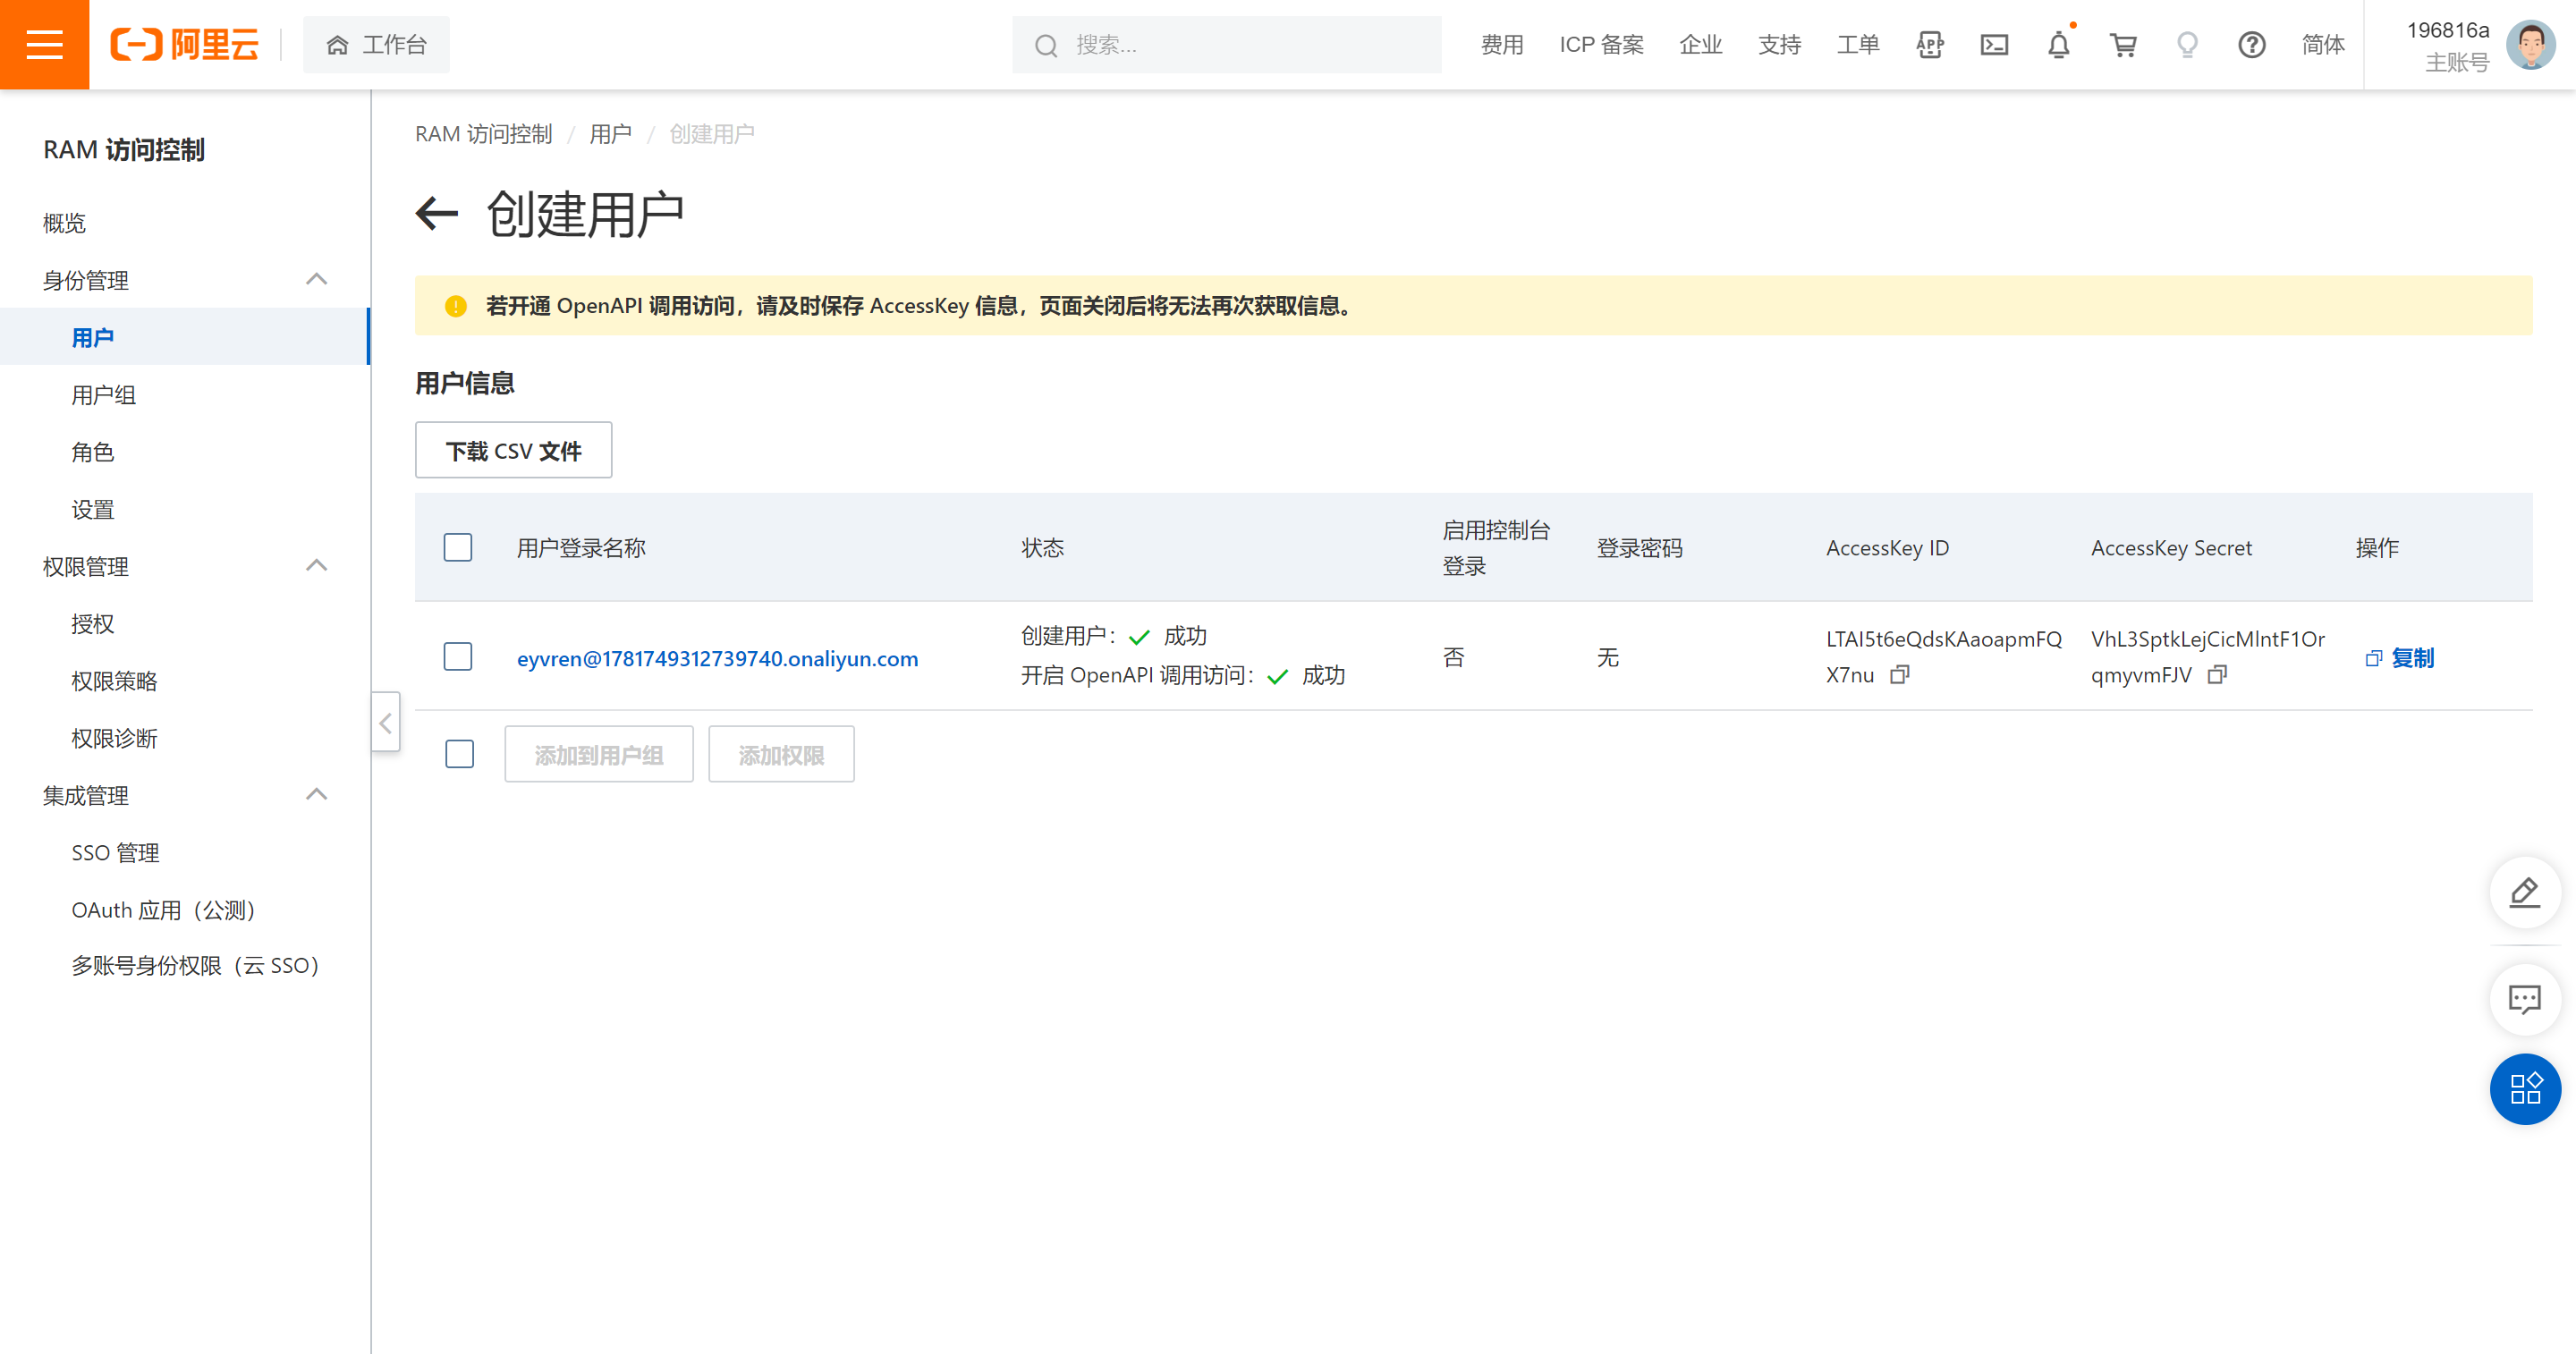 阿里云
工作台
搜索...
费用
ICP 备案
企业
支持
工单
APP
简体
196816a
主账号
RAM 访问控制
概览
身份管理
用户
用户组
角色
设置
权限管理
授权
权限策略
权限诊断
集成管理
SSO 管理
OAuth 应用（公测）
多账号身份权限（云 SSO）
RAM 访问控制 / 用户 / 创建用户
创建用户
若开通 OpenAPI 调用访问，请及时保存 AccessKey 信息，页面关闭后将无法再次获取信息。
用户信息
下载 CSV 文件
用户登录名称
状态
启用控制台
登录
登录密码
AccessKey ID
AccessKey Secret
操作
eyvren@1781749312739740.onaliyun.com
创建用户： 成功
开启 OpenAPI 调用访问： 成功
否
无
LTAI5t6eQdsKAaoapmFQ
X7nu
VhL3SptkLejCicMlntF1Or
qmyvmFJV
复制
添加到用户组
添加权限